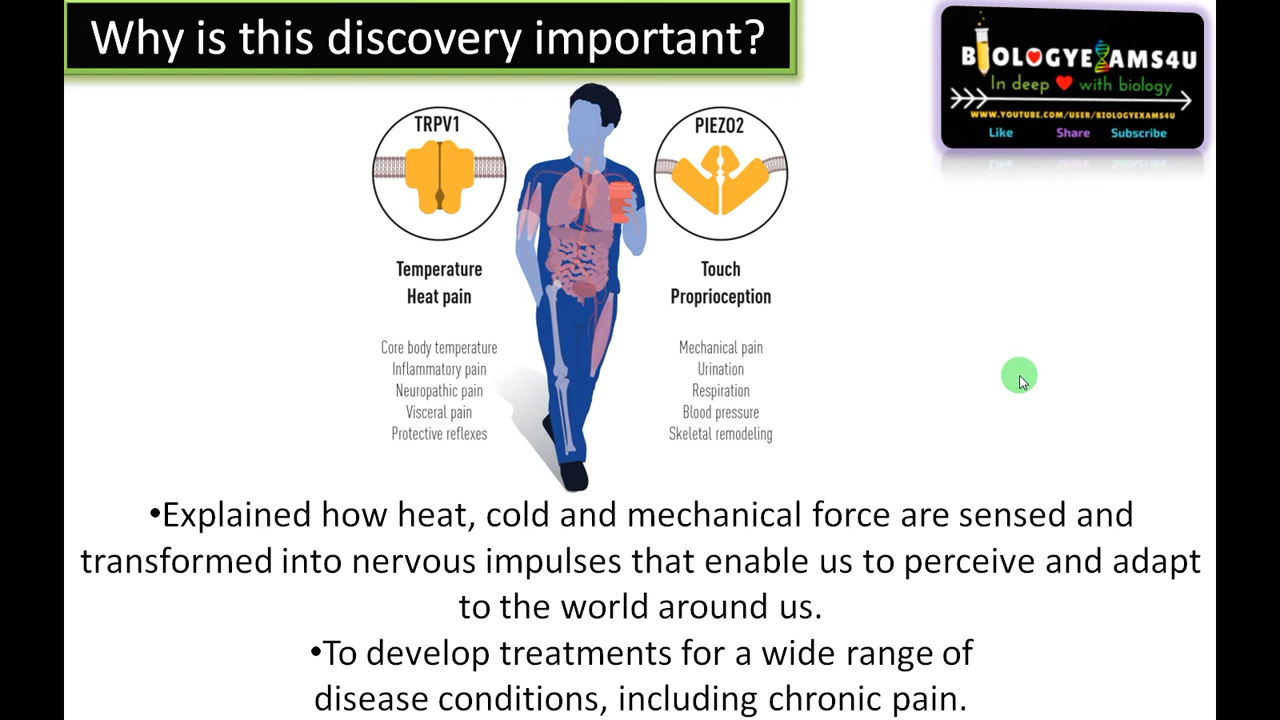 Why is this discovery important?
BIOLOGYEXAMS4U
In deep with biology
WWW.YOUTUBE.COM/USER/BIOLOGYEXAMS4U
Like Share Subscribe
TRPV1
PIEZO2
Temperature
Heat pain
Touch
Proprioception
Core body temperature
Inflammatory pain
Neuropathic pain
Visceral pain
Protective reflexes
Mechanical pain
Urination
Respiration
Blood pressure
Skeletal remodeling
•Explained how heat, cold and mechanical force are sensed and
transformed into nervous impulses that enable us to perceive and adapt
to the world around us.
•To develop treatments for a wide range of
disease conditions, including chronic pain.